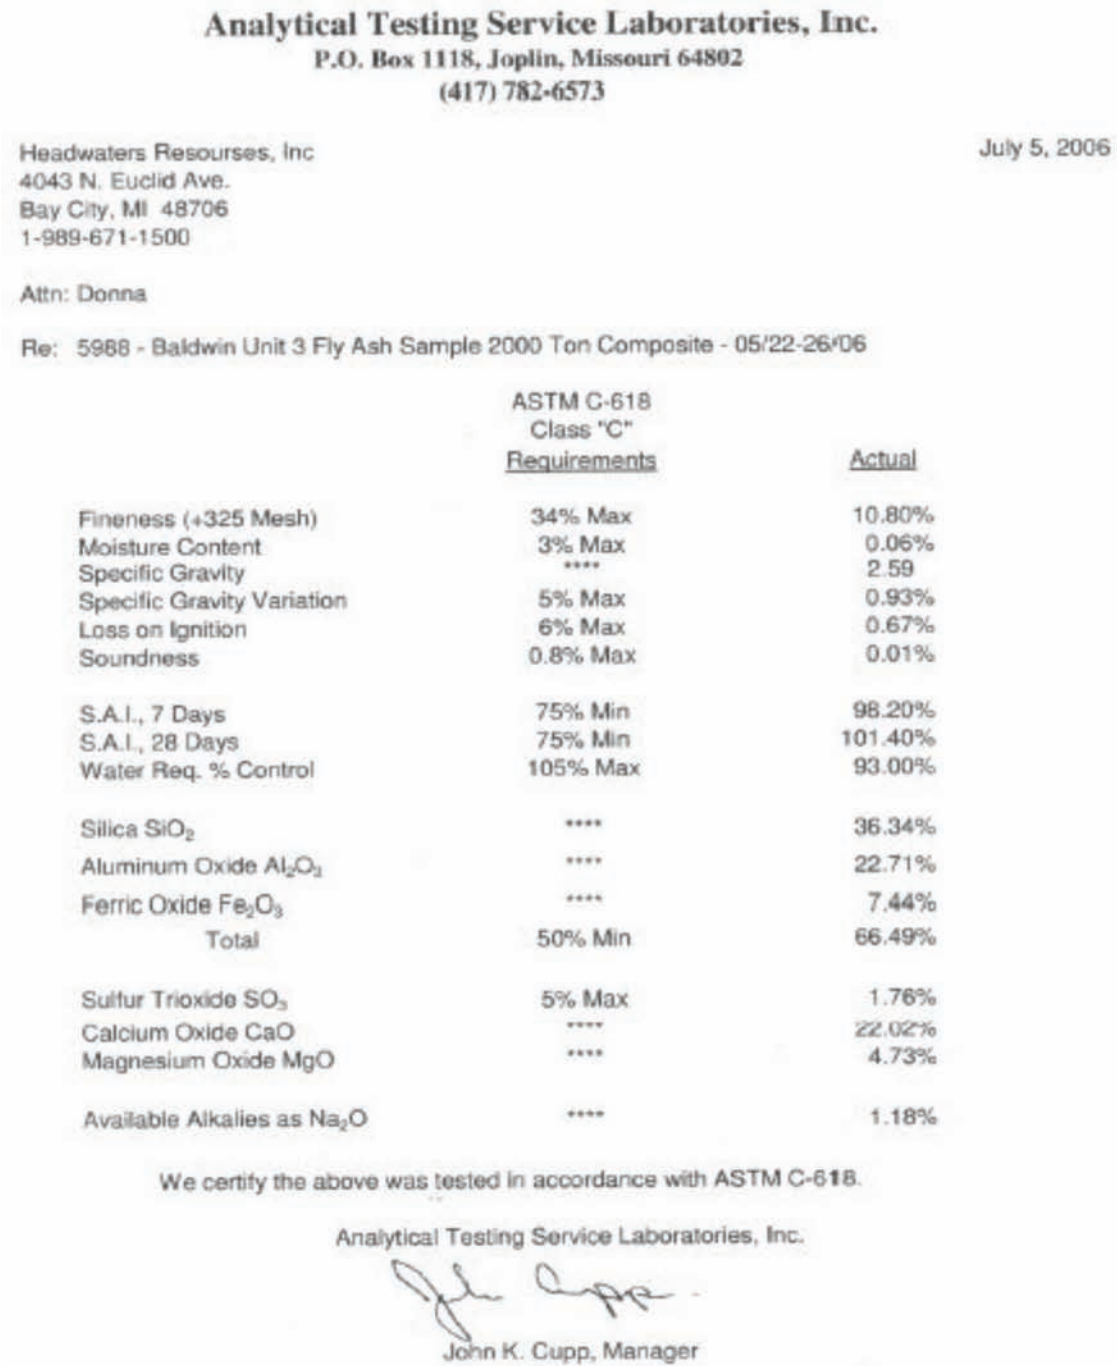 Analytical Testing Service Laboratories, Inc.
P.O. Box 1118, Joplin, Missouri 64802
(417) 782-6573
Headwaters Resourses, Inc
July 5, 2006
4043 N. Euclid Ave.
Bay City, MI 48706
1-989-671-1500
Attn: Donna
Re: 5988 - Baldwin Unit 3 Fly Ash Sample 2000 Ton Composite - 05/22-26/06
ASTM C-618
Class "C"
Requirements Actual
Fineness (+325 Mesh) 34% Max 10.80%
Moisture Content 3% Max 0.06%
Specific Gravity **** 2.59
Specific Gravity Variation 5% Max 0.93%
Loss on Ignition 6% Max 0.67%
Soundness 0.8% Max 0.01%
S.A.I., 7 Days 75% Min 98.20%
S.A.I., 28 Days 75% Min 101.40%
Water Req. % Control 105% Max 93.00%
Silica SiO₂ **** 36.34%
Aluminum Oxide Al₂O₃ **** 22.71%
Ferric Oxide Fe₂O₃ **** 7.44%
Total 50% Min 66.49%
Sulfur Trioxide SO₃ 5% Max 1.76%
Calcium Oxide CaO **** 22.02%
Magnesium Oxide MgO **** 4.73%
Available Alkalies as Na₂O **** 1.18%
We certify the above was tested in accordance with ASTM C-618.
Analytical Testing Service Laboratories, Inc.
John Cupp
John K. Cupp, Manager